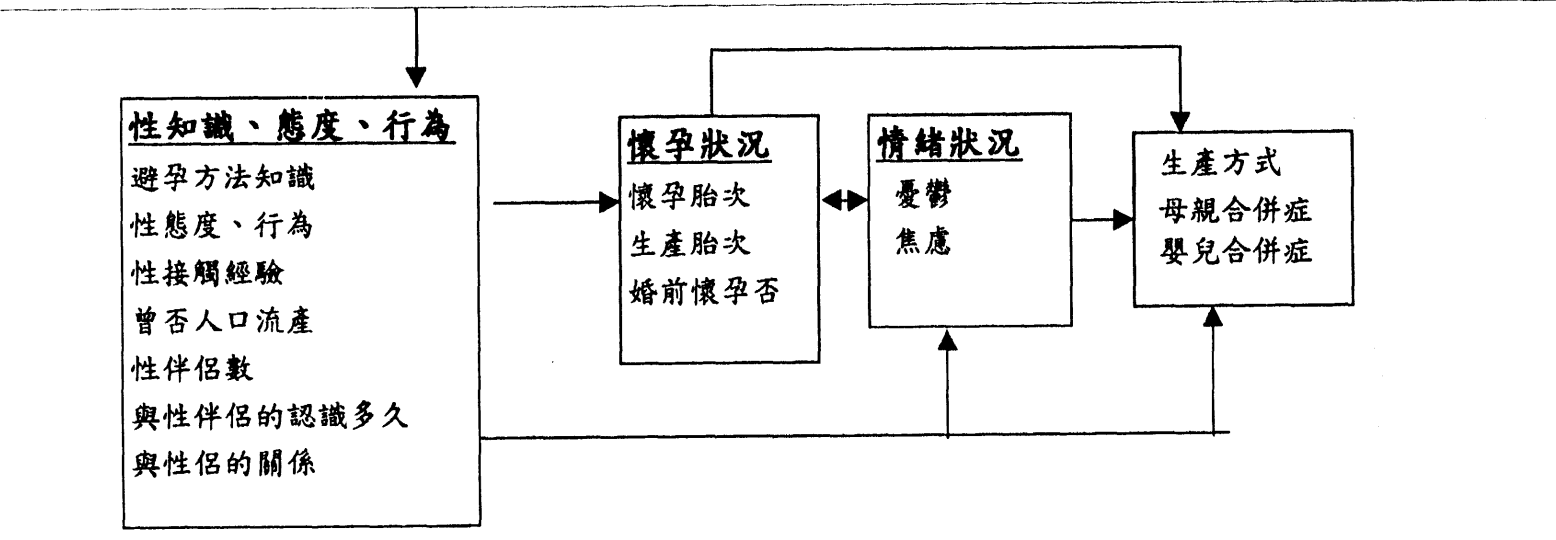 性知識、態度、行為
避孕方法知識
性態度、行為
性接觸經驗
曾否人口流產
性伴侶數
與性伴侶的認識多久
與性侶的關係
懷孕狀況
懷孕胎次
生產胎次
婚前懷孕否
情緒狀況
憂鬱
焦慮
生產方式
母親合併症
嬰兒合併症